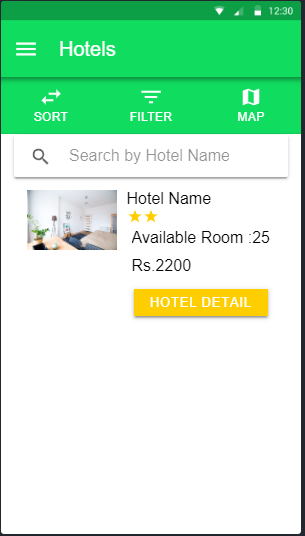 12:30
Hotels
SORT FILTER MAP
Search by Hotel Name
Hotel Name
Available Room :25
Rs.2200
HOTEL DETAIL